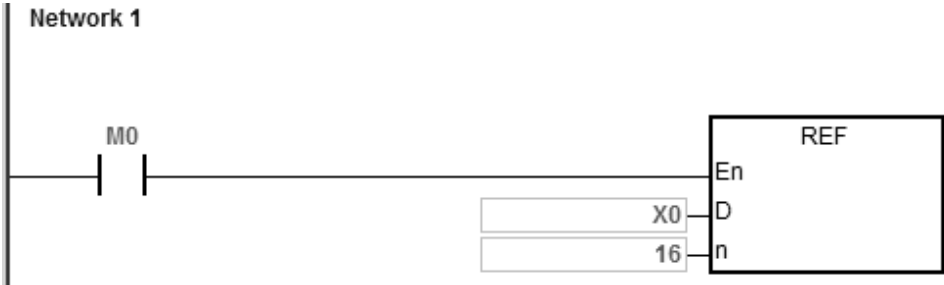 Network 1
M0
REF
En
X0 D
16 n